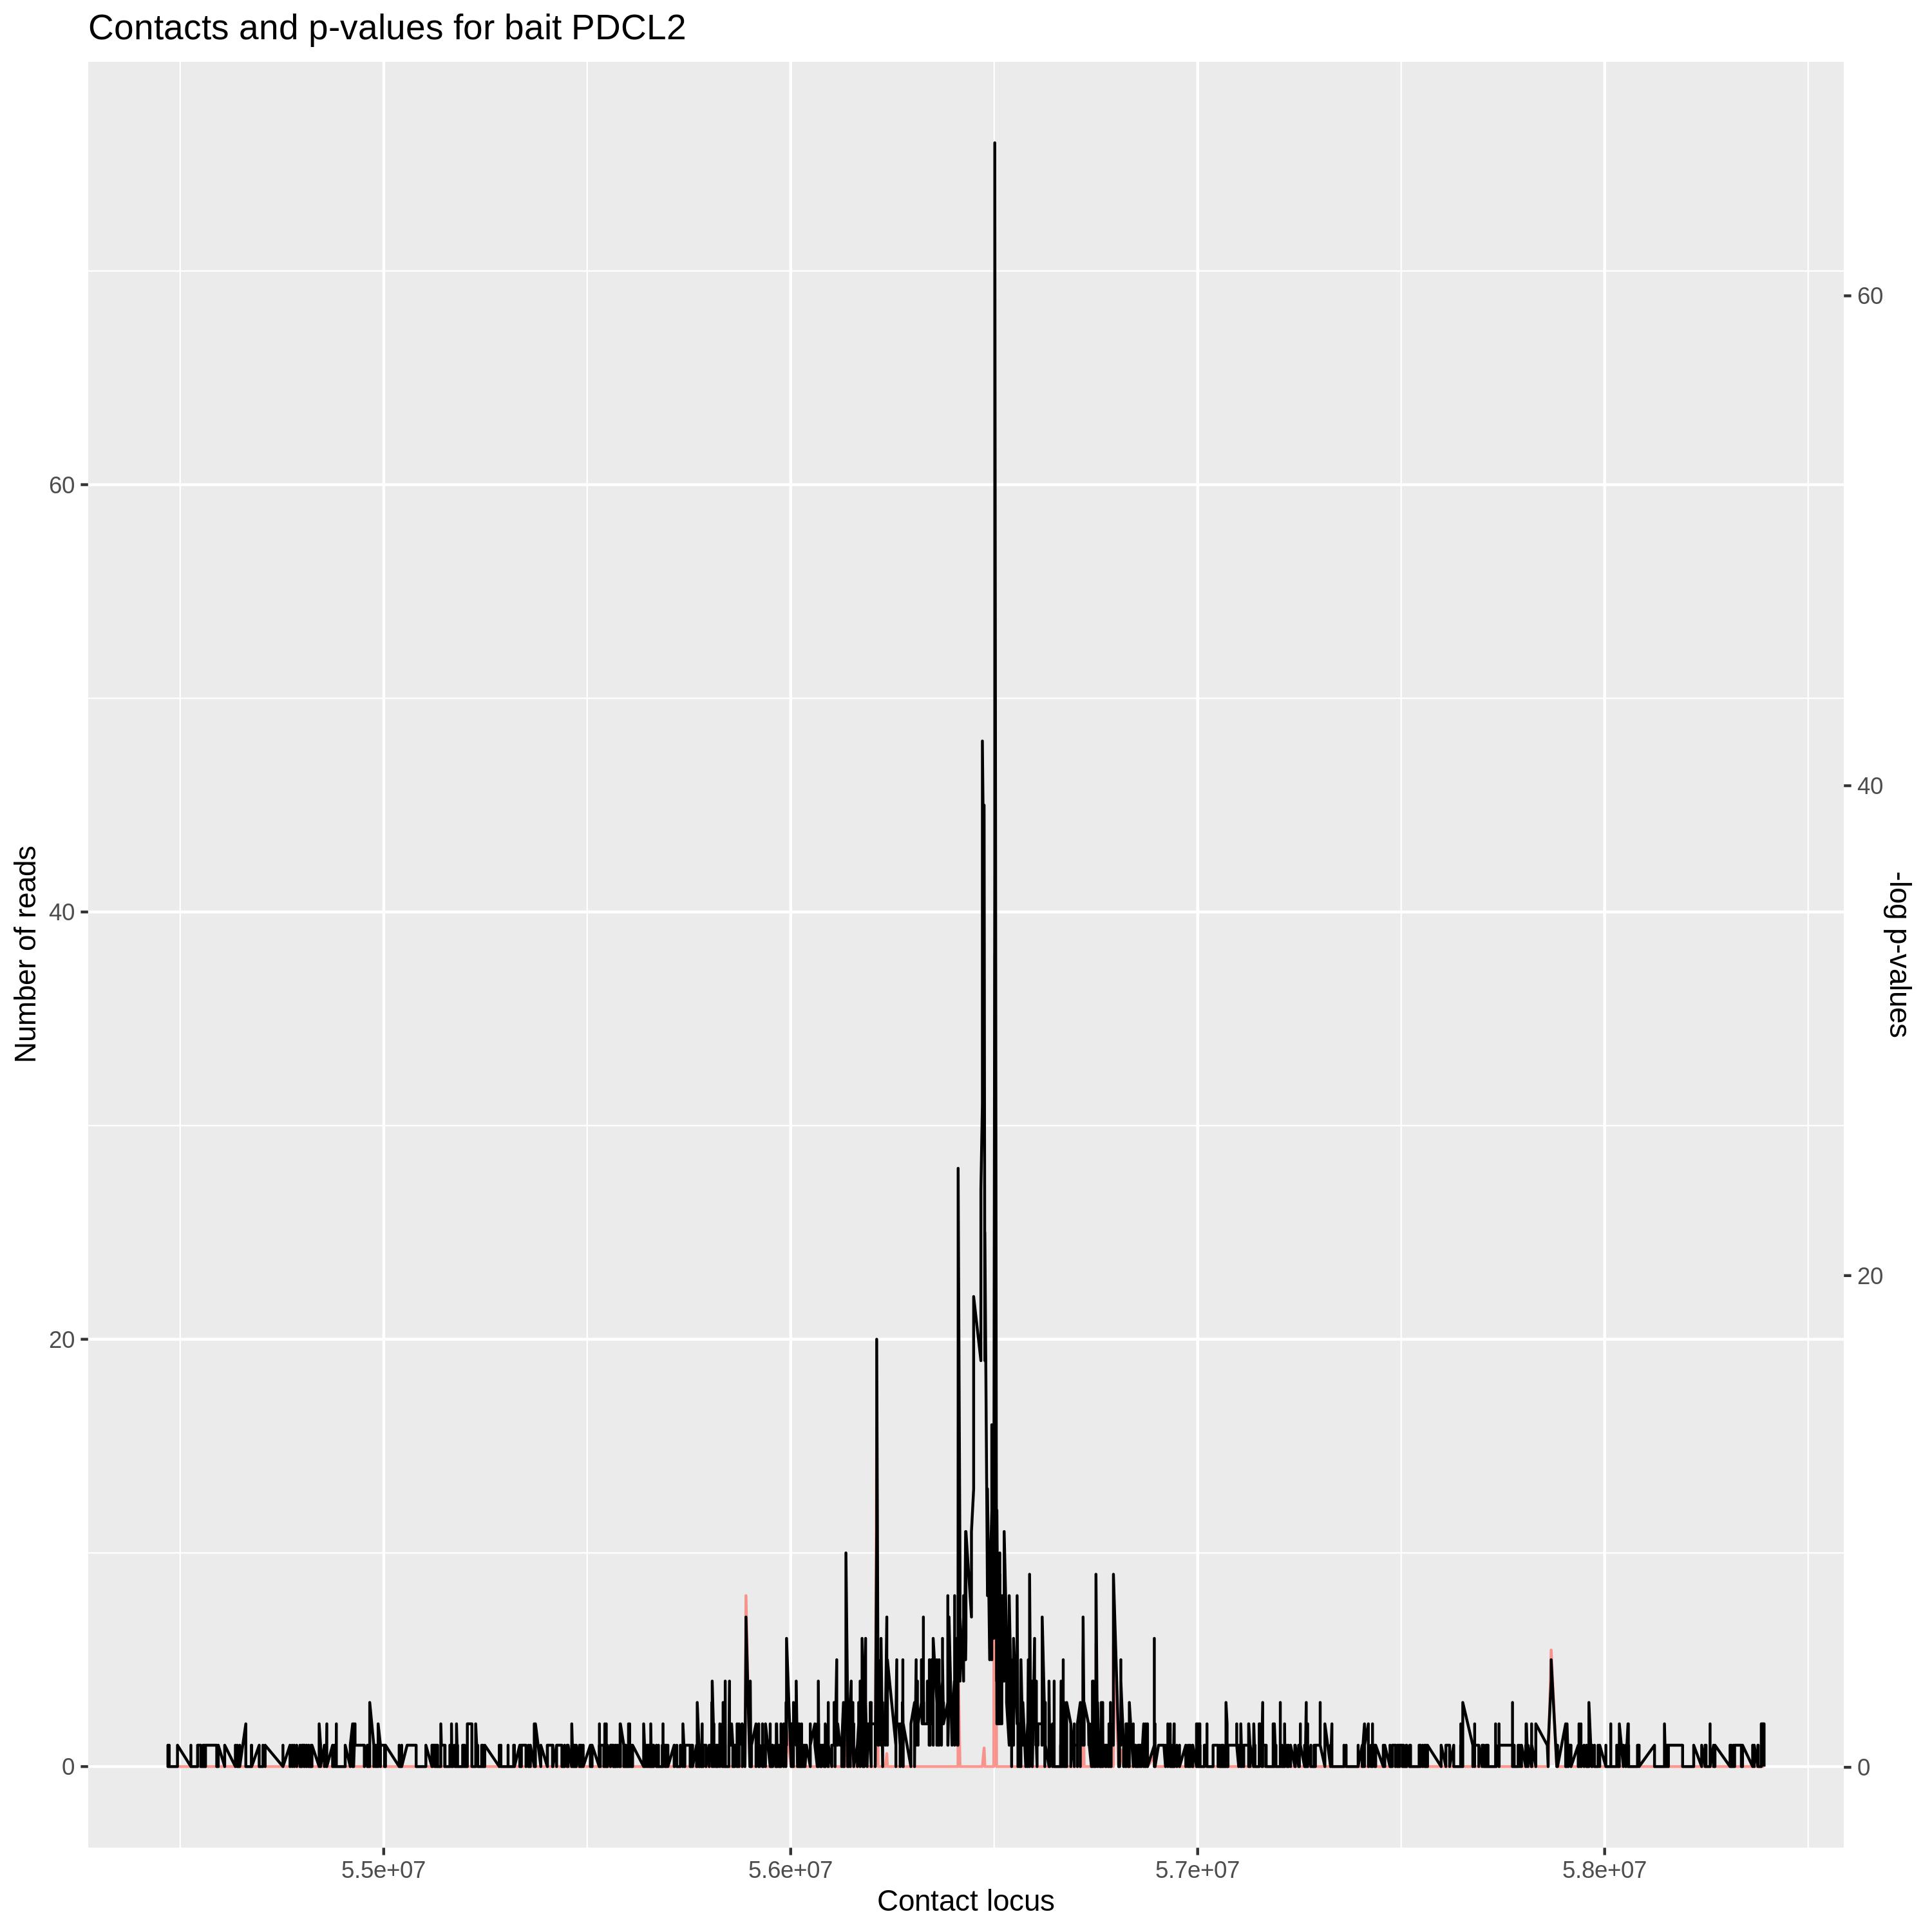 Contacts and p-values for bait PDCL2
60
40
20
0
Number of reads
60
40
20
0
-log p-values
5.5e+07
5.6e+07
5.7e+07
5.8e+07
Contact locus